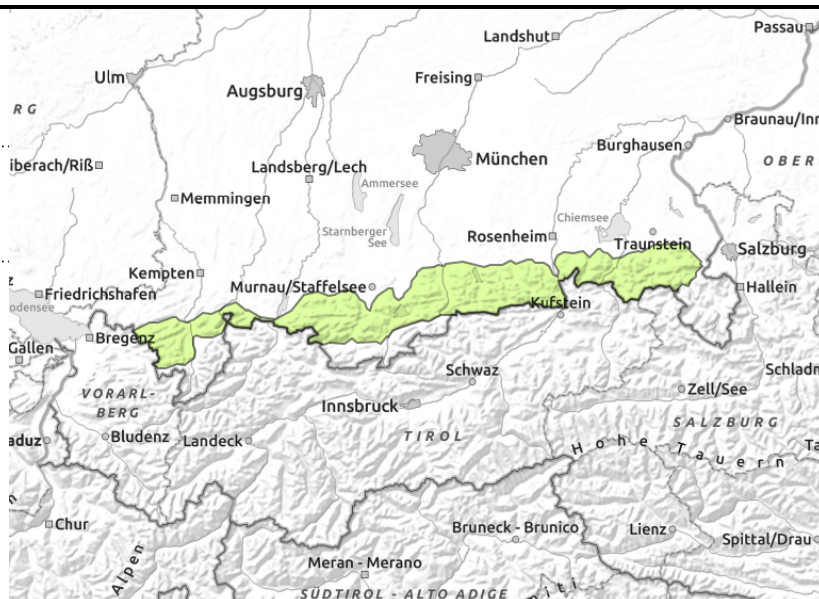 Landshut
Passau
Ulm
Freising
Augsburg
RG
Braunau/Inn
Burghausen
iberach/Riß
Landsberg/Lech
München
OBER
Ammersee
Memmingen
Starnberger
See
Chiemsee
Rosenheim
Traunstein
Salzburg
Kempten
Murnau/Staffelsee
z
Friedrichshafen
Hallein
odensee
Kufstein
Bregenz
Gallen
Schwaz
Schladm
VORARL-
BERG
Zell/See
Innsbruck
SALZBURG
aduz
Bludenz
Landeck
TIROL
Hohe Tauern
Ta
Chur
Bruneck - Brunico
Lienz
Spittal/Drau
Alpen
Meran - Merano
SÜDTIROL - ALTO ADIGE
iti